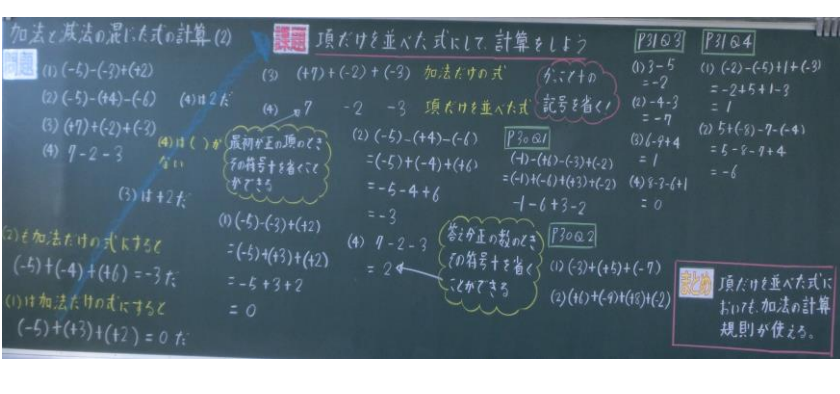 加法と減法の混じった式の計算(2)
問題
(1) (-5)-(-3)+(+2)
(2) (-5)-(+4)-(-6)
(3) (+7)+(-2)+(-3)
(4) 7-2-3
(4)は2だ
(4)は( )が
ない
(3)は+2だ
(2)も加法だけの式にすると
(-5)+(-4)+(+6)=-3だ
(1)は加法だけの式にすると
(-5)+(+3)+(+2)=0だ
課題
項だけを並べた式にして、計算をしよう
(3) (+7)+(-2)+(-3) 加法だけの式
(4) 7 -2 -3 項だけを並べた式
かっこと+の
記号を省く!
最初が正の項のとき
その符号+を省くこと
ができる
(1) (-5)-(-3)+(+2)
=(-5)+(+3)+(+2)
=-5+3+2
=0
(2) (-5)-(+4)-(-6)
=(-5)+(-4)+(+6)
=-5-4+6
=-3
(4) 7-2-3
=2
答えが正の数のとき
その符号+を省く
ことができる
P30Q1
(-1)-(+6)-(-3)+(-2)
=(-1)+(-6)+(+3)+(-2)
-1-6+3-2
P30Q2
(1) (-3)+(+5)+(-7)
(2) (+6)+(-9)+(+8)+(-2)
P31Q3
(1) 3-5
=-2
(2) -4-3
=-7
(3) 6-9+4
=1
(4) 8-3-6+1
=0
P31Q4
(1) (-2)-(-5)+1+(-3)
=-2+5+1-3
=1
(2) 5+(-8)-7-(-4)
=5-8-7+4
=-6
まとめ
項だけを並べた式に
おいても、加法の計算
規則が使える。